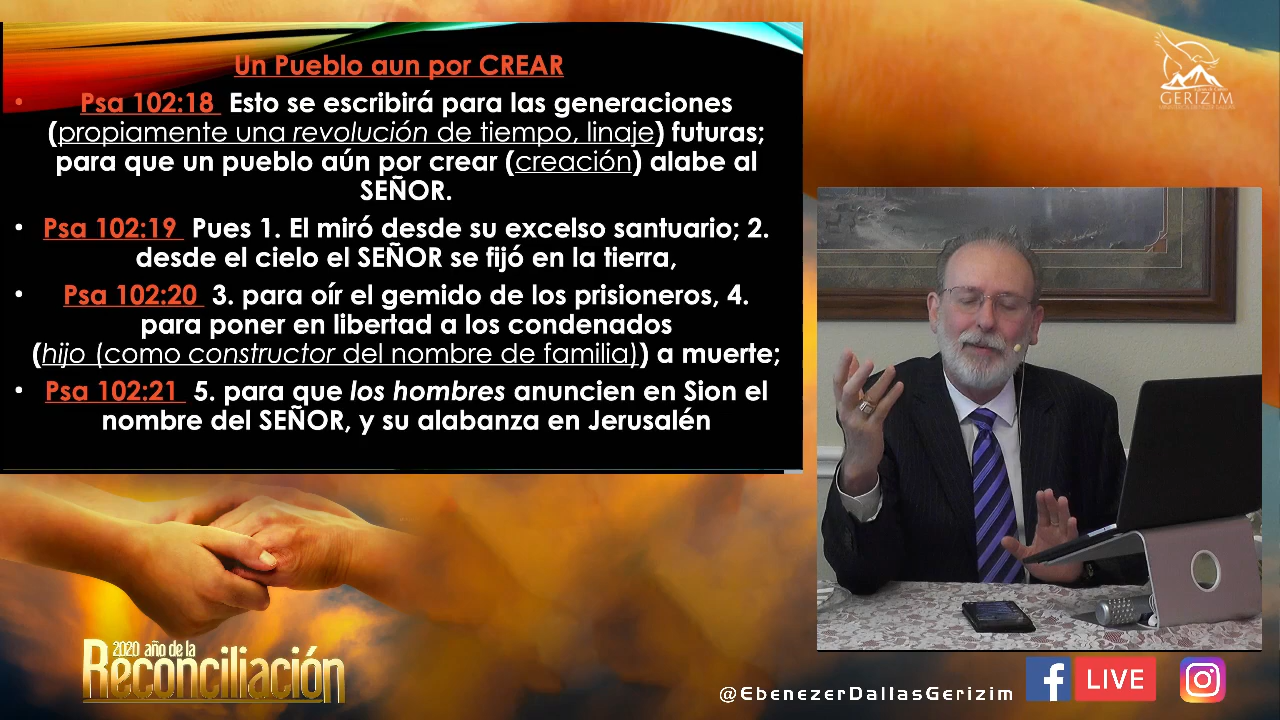 Un Pueblo aun por CREAR
• Psa 102:18 Esto se escribirá para las generaciones
(propiamente una revolución de tiempo, linaje) futuras;
para que un pueblo aún por crear (creación) alabe al
SEÑOR.
• Psa 102:19 Pues 1. El miró desde su excelso santuario; 2.
desde el cielo el SEÑOR se fijó en la tierra,
• Psa 102:20 3. para oír el gemido de los prisioneros, 4.
para poner en libertad a los condenados
(hijo (como constructor del nombre de familia)) a muerte;
• Psa 102:21 5. para que los hombres anuncien en Sion el
nombre del SEÑOR, y su alabanza en Jerusalén
GERIZIM
2020 año de la
Reconciliación
@EbenezerDallasGerizim
LIVE